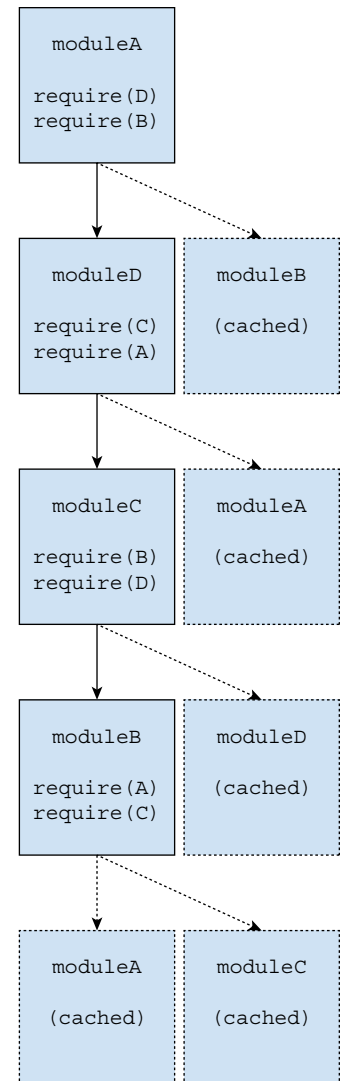 moduleA
require(D)
require(B)
moduleD
require(C)
require(A)
moduleB
(cached)
moduleC
require(B)
require(D)
moduleA
(cached)
moduleB
require(A)
require(C)
moduleD
(cached)
moduleA
(cached)
moduleC
(cached)